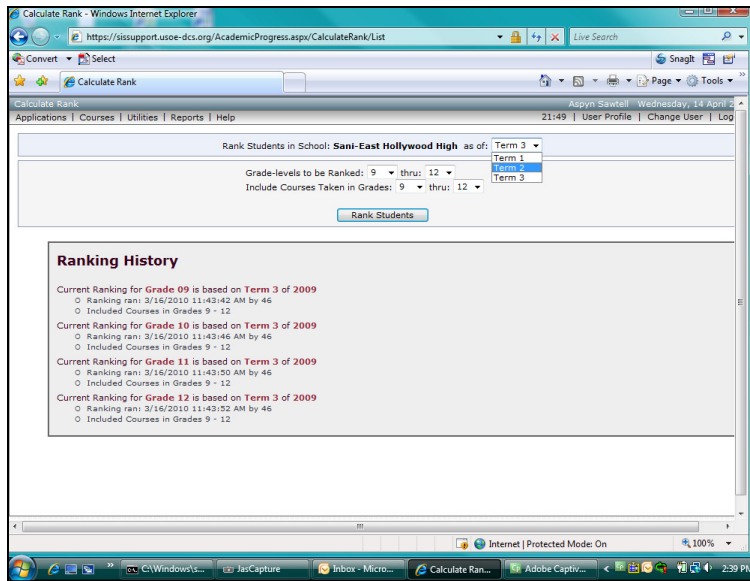 Calculate Rank - Windows Internet Explorer
https://sissupport.usoe-dcs.org/AcademicProgress.aspx/CalculateRank/List
Live Search
Convert Select
SnagIt
Calculate Rank
Page Tools
Calculate Rank Aspyn Sawtell Wednesday, 14 April 2
Applications | Courses | Utilities | Reports | Help 21:49 | User Profile | Change User | Log
Rank Students in School: Sani-East Hollywood High as of: Term 3
Term 1
Term 2
Term 3
Grade-levels to be Ranked: 9 thru: 12
Include Courses Taken in Grades: 9 thru: 12
Rank Students
Ranking History
Current Ranking for Grade 09 is based on Term 3 of 2009
Ranking ran: 3/16/2010 11:43:42 AM by 46
Included Courses in Grades 9 - 12
Current Ranking for Grade 10 is based on Term 3 of 2009
Ranking ran: 3/16/2010 11:43:46 AM by 46
Included Courses in Grades 9 - 12
Current Ranking for Grade 11 is based on Term 3 of 2009
Ranking ran: 3/16/2010 11:43:50 AM by 46
Included Courses in Grades 9 - 12
Current Ranking for Grade 12 is based on Term 3 of 2009
Ranking ran: 3/16/2010 11:43:52 AM by 46
Included Courses in Grades 9 - 12
Internet | Protected Mode: On 100%
C:\Windows\s... JasCapture Inbox - Micro... Calculate Ran... Adobe Captiv... 2:39 PM